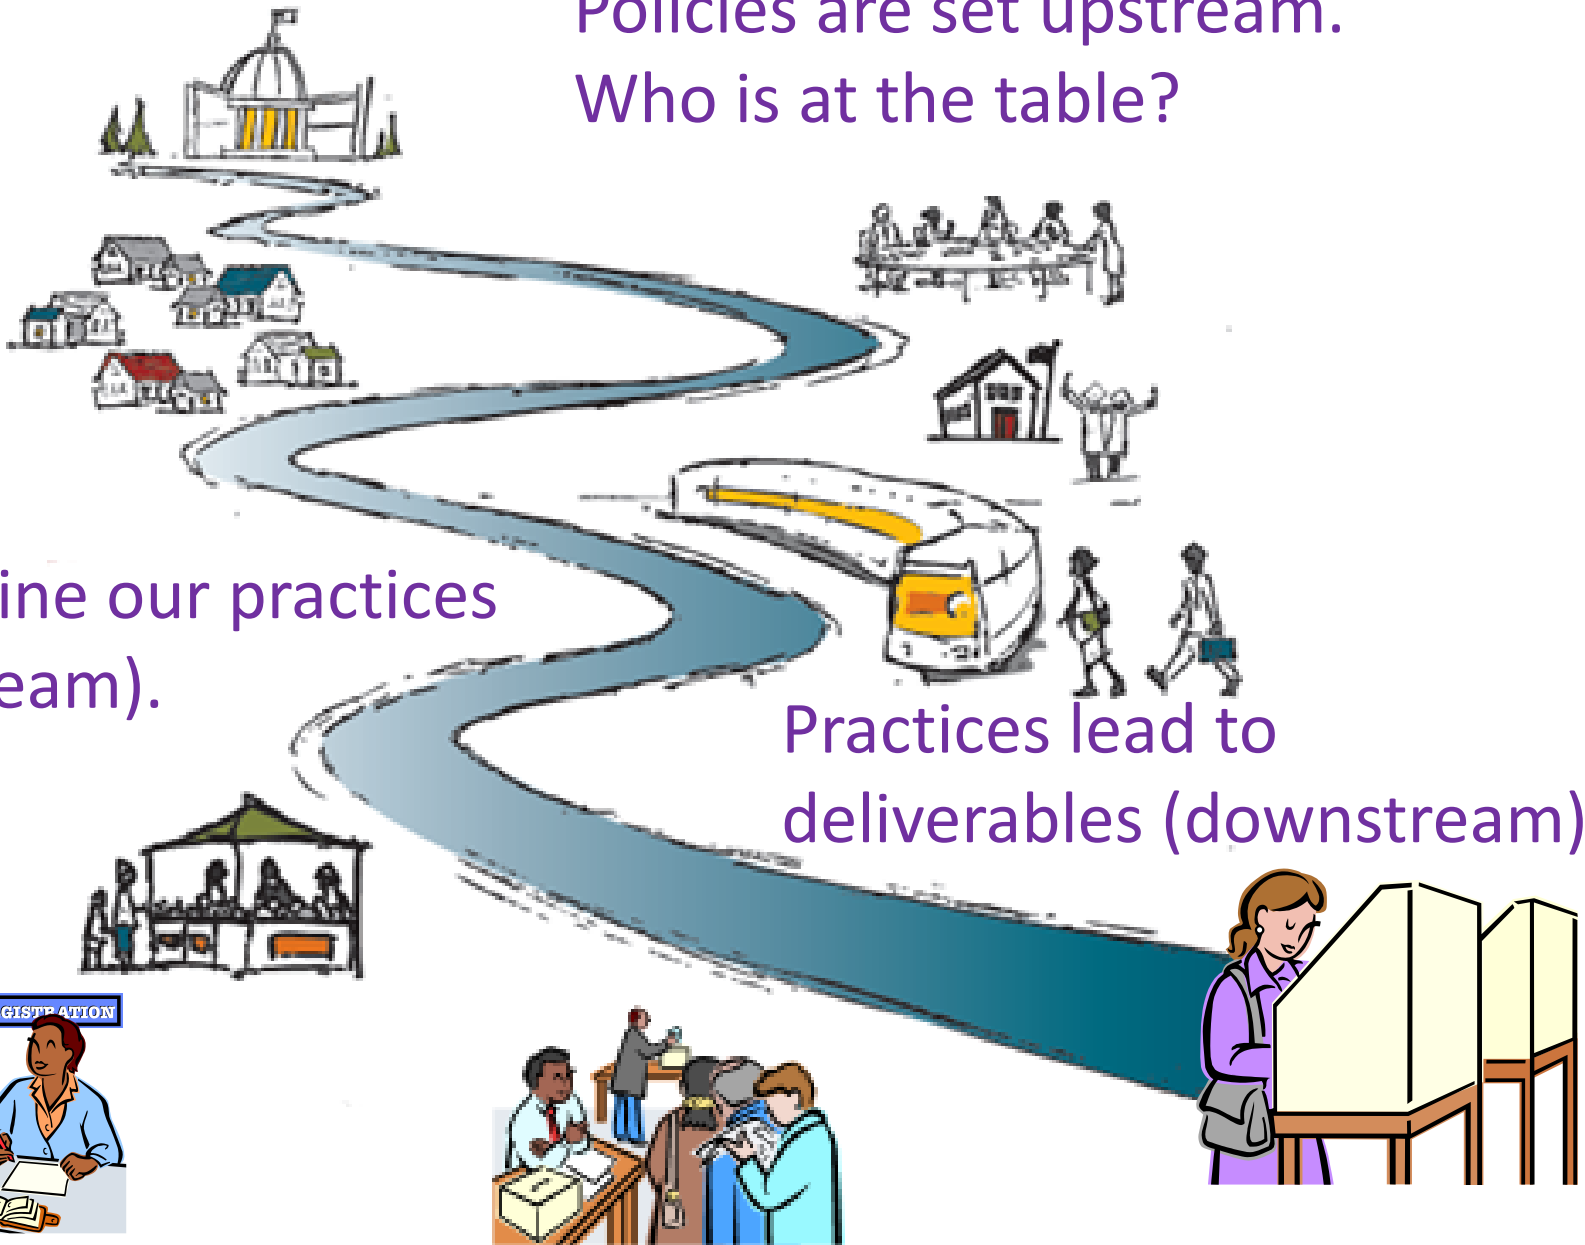 Policies are set upstream.
Who is at the table?
ine our practices
eam).
Practices lead to
deliverables (downstream)
GISTRATION